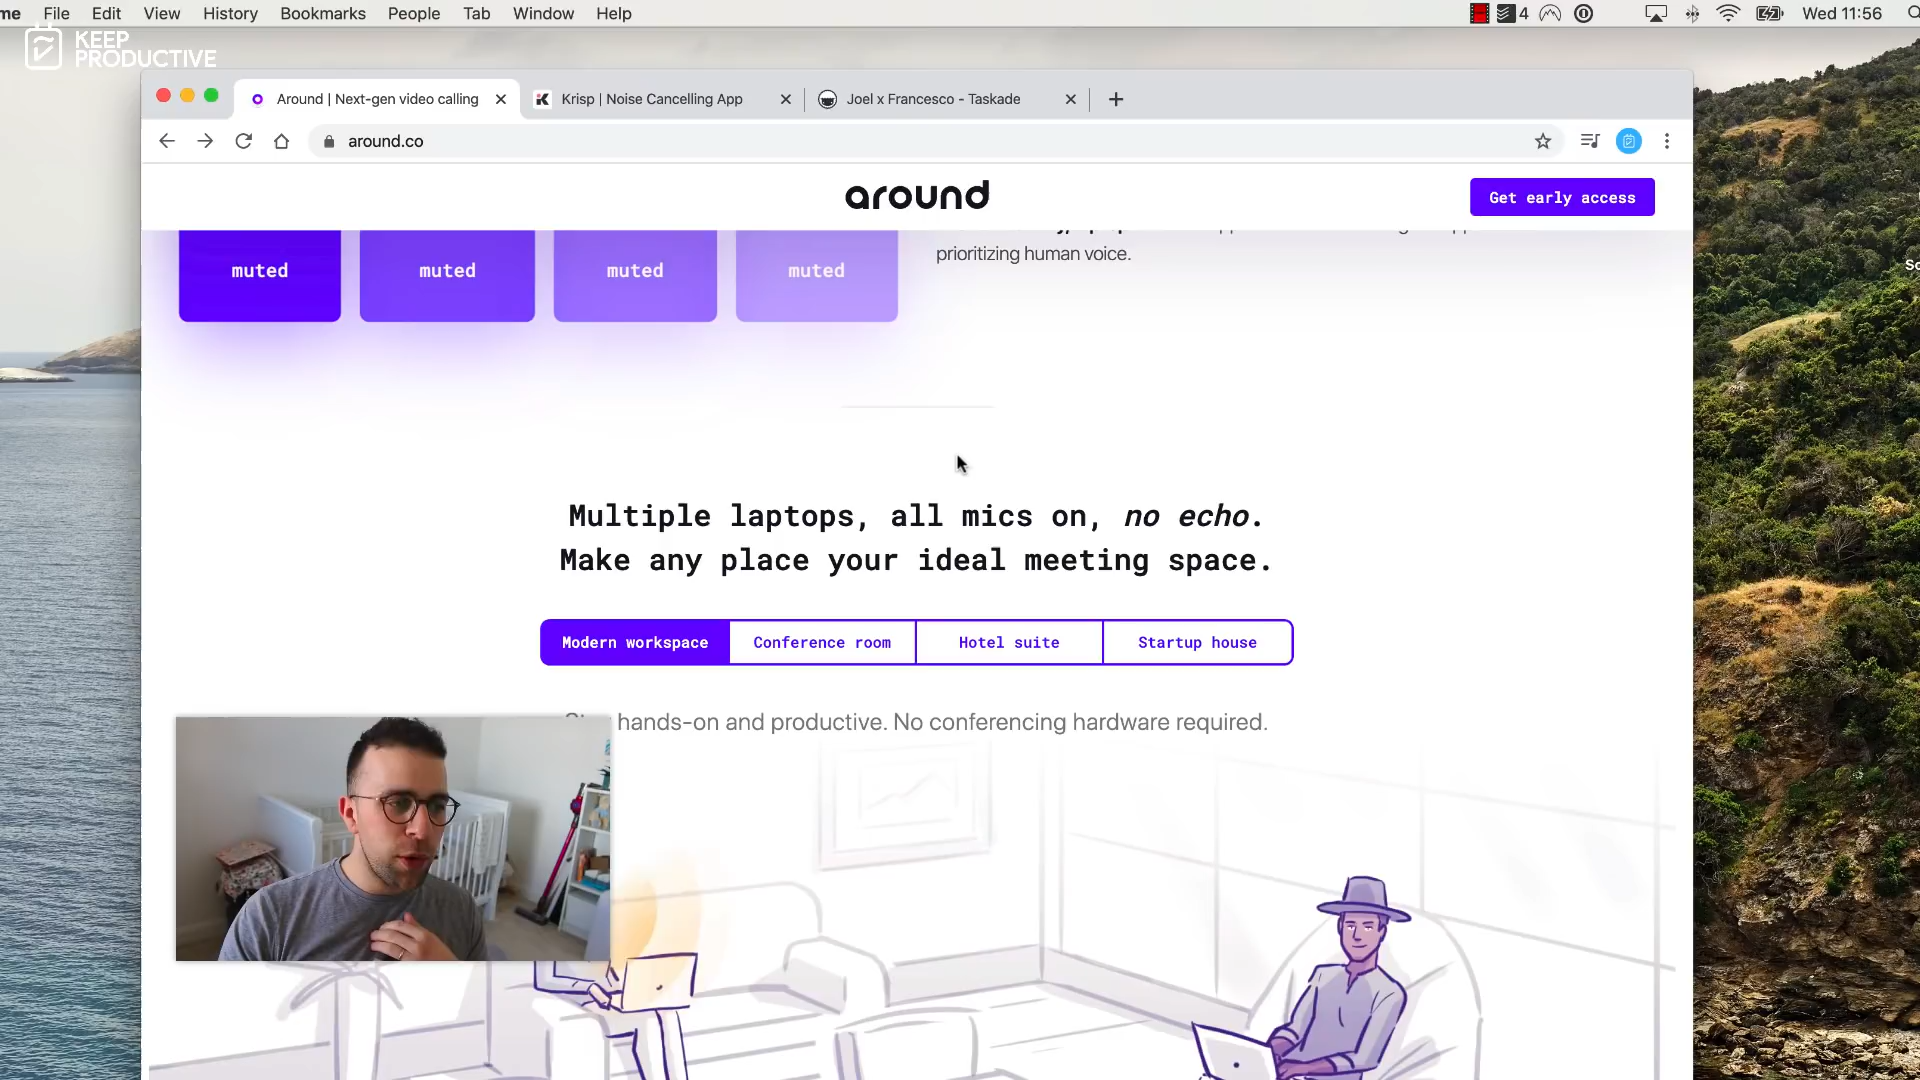 File Edit View History Bookmarks People Tab Window Help 4 Wed 11:56
KEEP
PRODUCTIVE
Around | Next-gen video calling Krisp | Noise Cancelling App Joel x Francesco - Taskade
around.co
around Get early access
prioritizing human voice.
muted muted muted muted
Multiple laptops, all mics on, no echo.
Make any place your ideal meeting space.
Modern workspace Conference room Hotel suite Startup house
hands-on and productive. No conferencing hardware required.